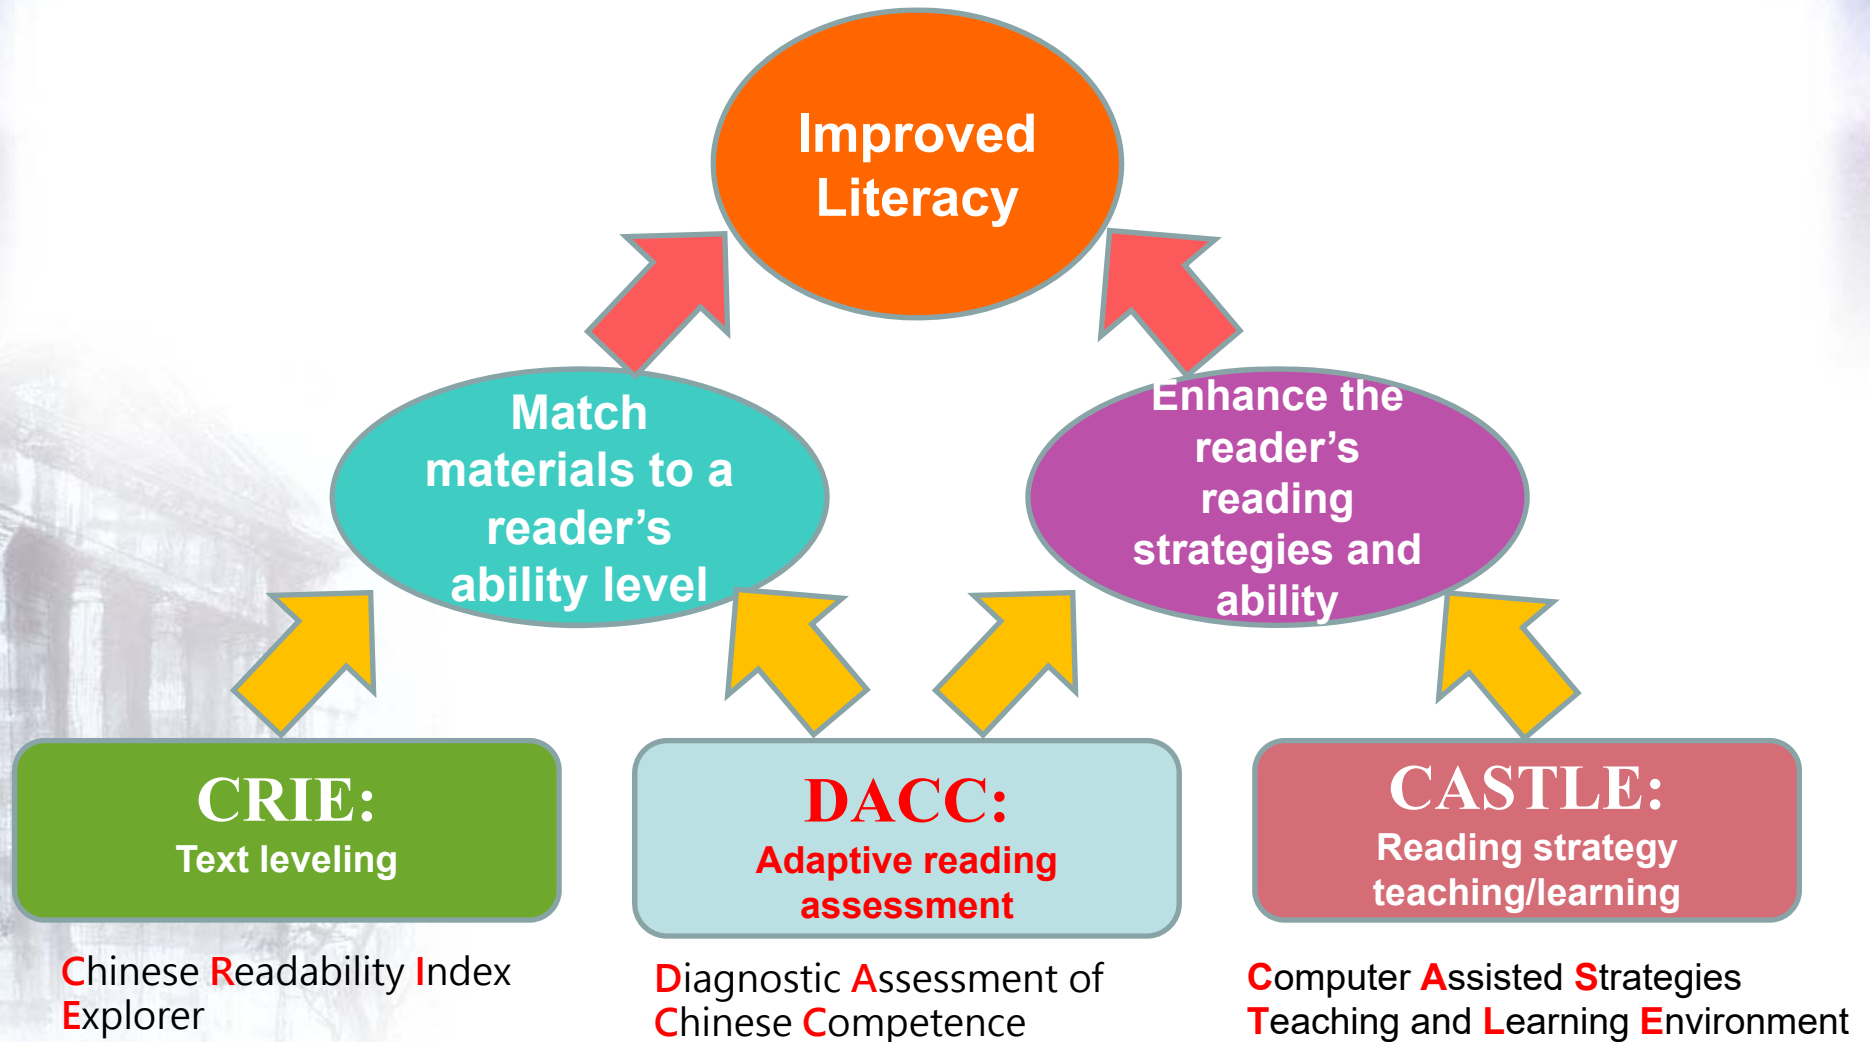 Improved
Literacy
Match
materials to a
reader’s
ability level
Enhance the
reader’s
reading
strategies and
ability
CRIE:
Text leveling
DACC:
Adaptive reading
assessment
CASTLE:
Reading strategy
teaching/learning
Chinese Readability Index
Explorer
Diagnostic Assessment of
Chinese Competence
Computer Assisted Strategies
Teaching and Learning Environment